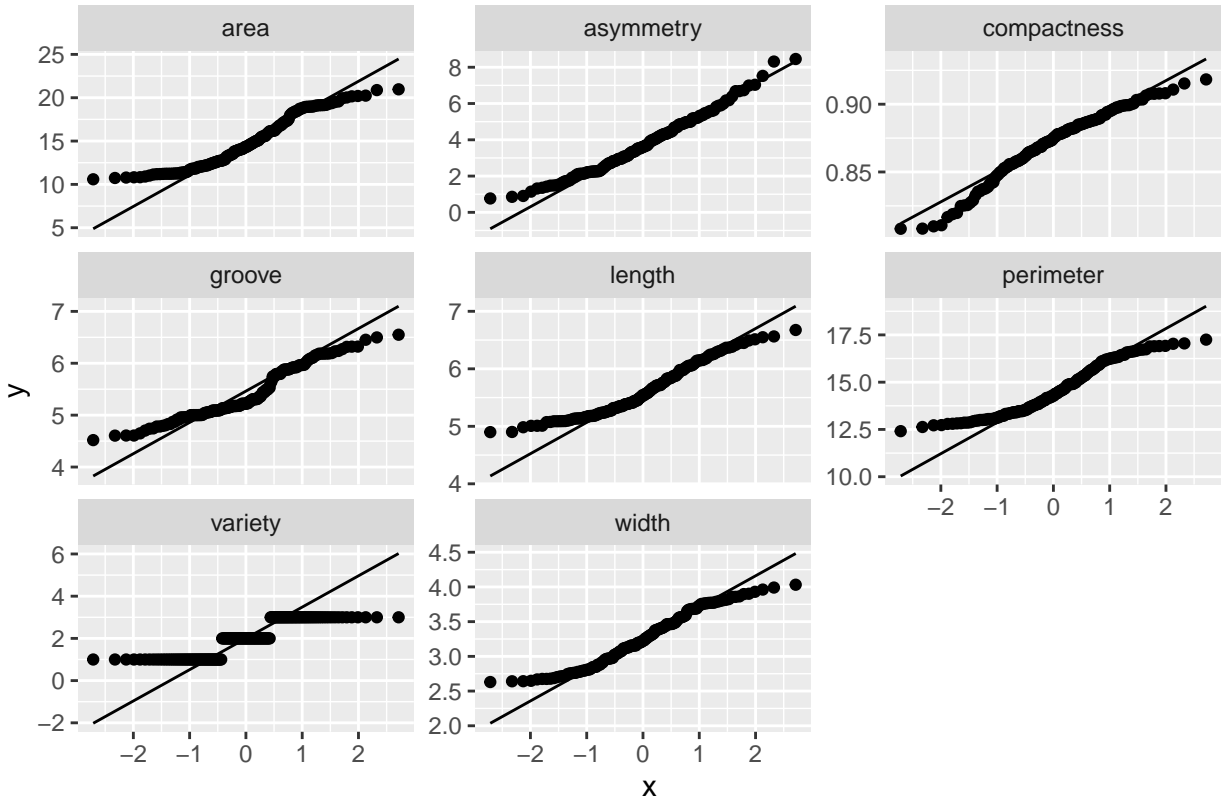 area
asymmetry
compactness
25
20
15
10
5
8
6
4
2
0
0.90
0.85
groove
length
perimeter
7
6
5
4
7
6
5
4
17.5
15.0
12.5
10.0
−2 −1 0 1 2
variety
width
6
4
2
0
−2
4.5
4.0
3.5
3.0
2.5
2.0
−2 −1 0 1 2
−2 −1 0 1 2
x
y